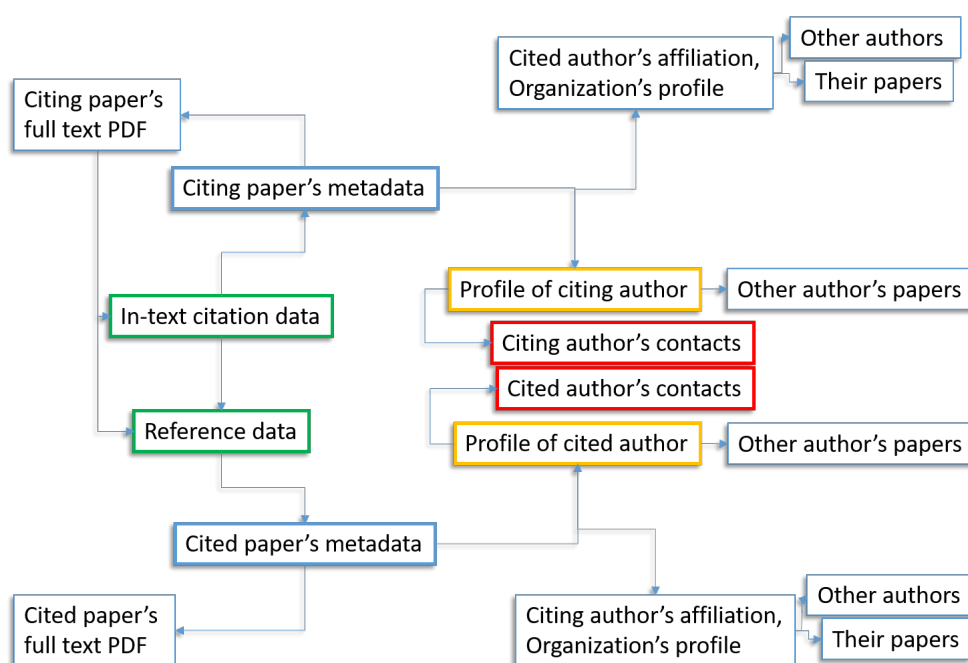 Other authors
Cited author's affiliation,
Organization's profile
Their papers
Citing paper's
full text PDF
Citing paper's metadata
Profile of citing author
Other author's papers
In-text citation data
Citing author's contacts
Cited author's contacts
Reference data
Profile of cited author
Other author's papers
Cited paper's metadata
Cited paper's
full text PDF
Citing author's affiliation,
Organization's profile
Other authors
Their papers